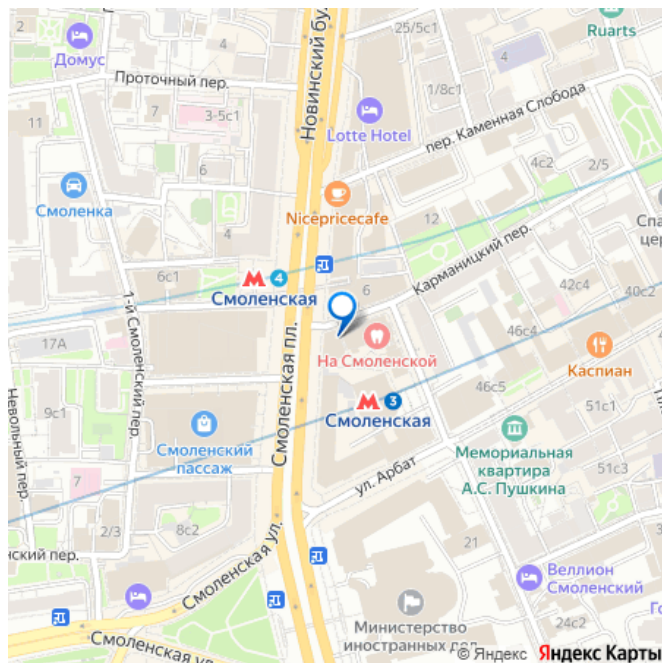 2
25/5с1
Ruarts
Домус
Проточный пер.
Новинский бул.
4
7
3-5с1
1/8с1
11
Lotte Hotel
пер. Каменная Слобода
6
4с2
2/5
Смоленка
Nicepricecafe
12
4
Карманицкий пер.
6с1
4
6
42с4
Смоленская
40с2
1-й Смоленский пер.
46с4
17А
На Смоленской
Каспиан
Смоленская пл.
3
46с5
9с1
Смоленская
51с1
Невольный пер.
Смоленский
пассаж
Мемориальная
квартира
А.С. Пушкина
7
51с3
ул. Арбат
2/3
8с2
21
Смоленская ул.
Веллион
Смоленский
24с2
Министерство
Смоленская ул.
© Яндекс Яндекс Карты